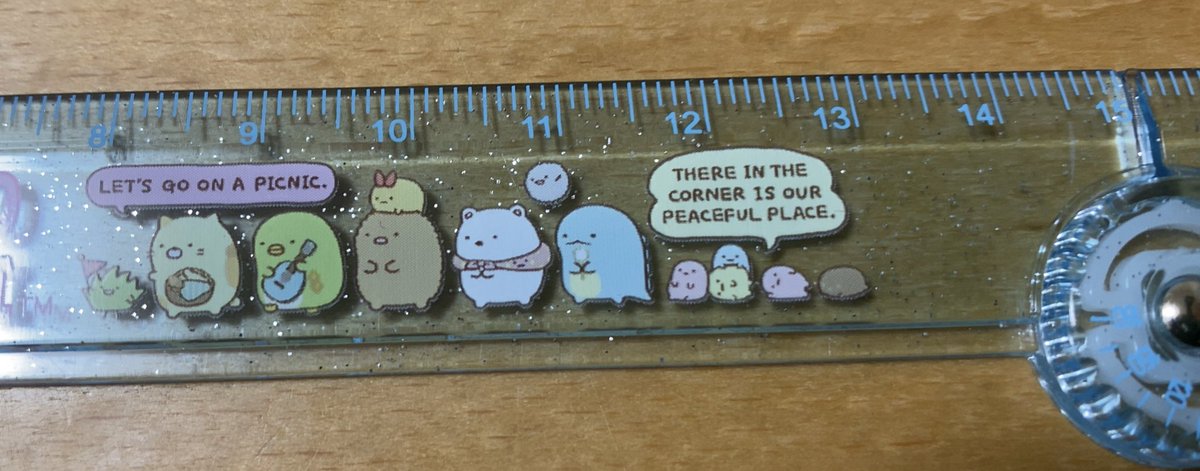 8 9 10 11 12 13 14 15
LET'S GO ON A PICNIC.
THERE IN THE
CORNER IS OUR
PEACEFUL PLACE.